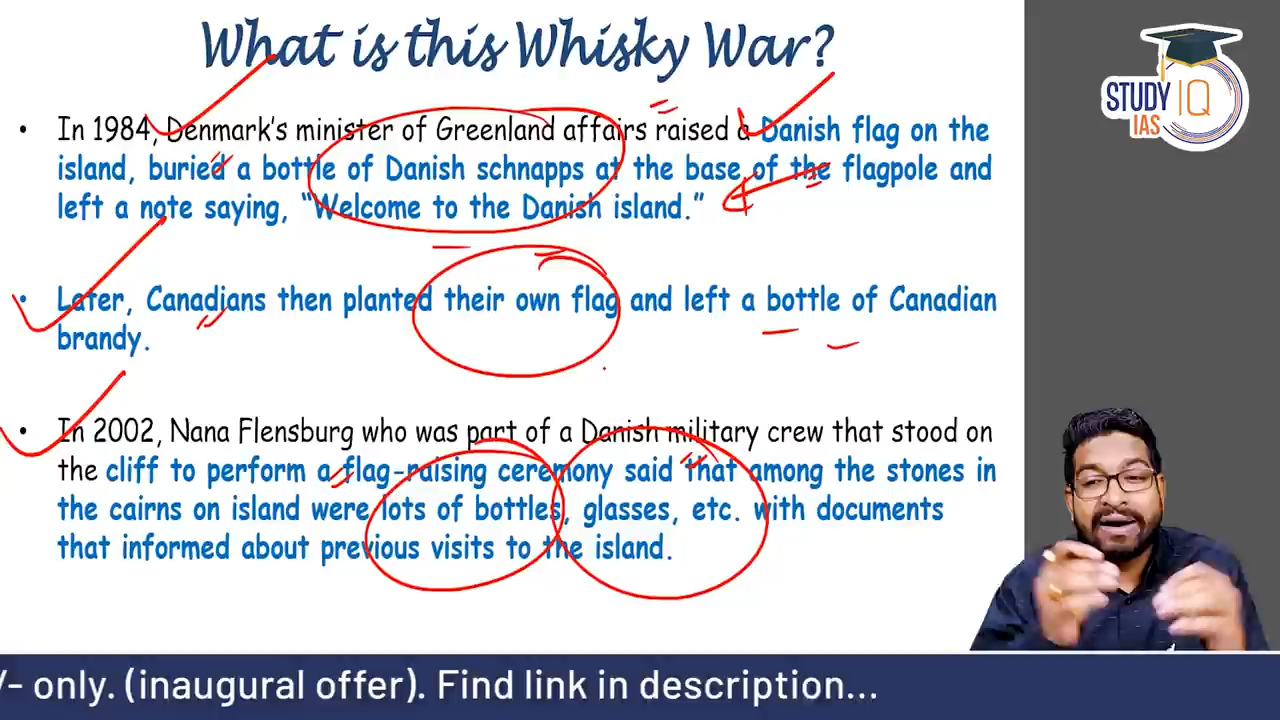 What is this Whisky War?
• In 1984, Denmark's minister of Greenland affairs raised a Danish flag on the
island, buried a bottle of Danish schnapps at the base of the flagpole and
left a note saying, “Welcome to the Danish island.”
• Later, Canadians then planted their own flag and left a bottle of Canadian
brandy.
• In 2002, Nana Flensburg who was part of a Danish military crew that stood on
the cliff to perform a flag-raising ceremony said that among the stones in
the cairns on island were lots of bottles, glasses, etc. with documents
that informed about previous visits to the island.
STUDY IQ
IAS
/- only. (inaugural offer). Find link in description...